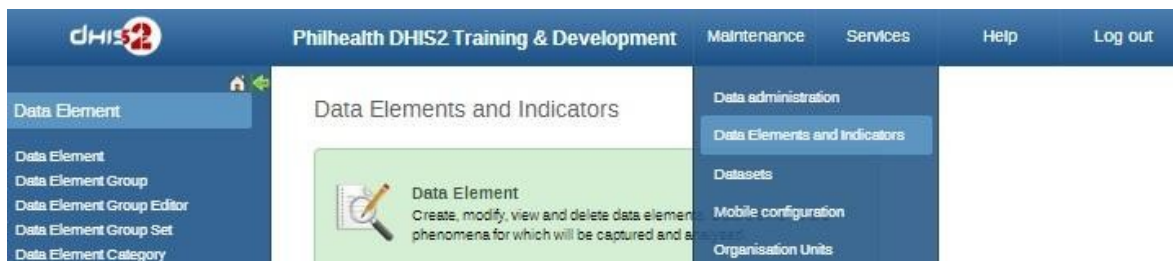 dHIS2
Philhealth DHIS2 Training & Development
Maintenance
Services
Help
Log out
Data Element
Data Element
Data Element Group
Data Element Group Editor
Data Element Group Set
Data Element Category
Data Elements and Indicators
Data Element
Create, modify, view and delete data element
phenomena for which will be captured and
Data administration
Data Elements and Indicators
Datasets
Mobile configuration
Organisation Units